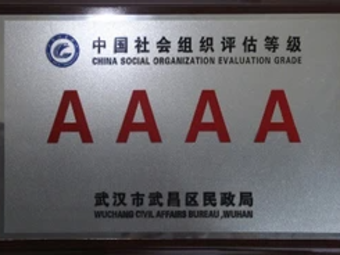 中国社会组织评估等级
CHINA SOCIAL ORGANIZATION EVALUATION GRADE
AAAA
武汉市武昌区民政局
WUCHANG CIVIL AFFAIRS BUREAU ,WUHAN